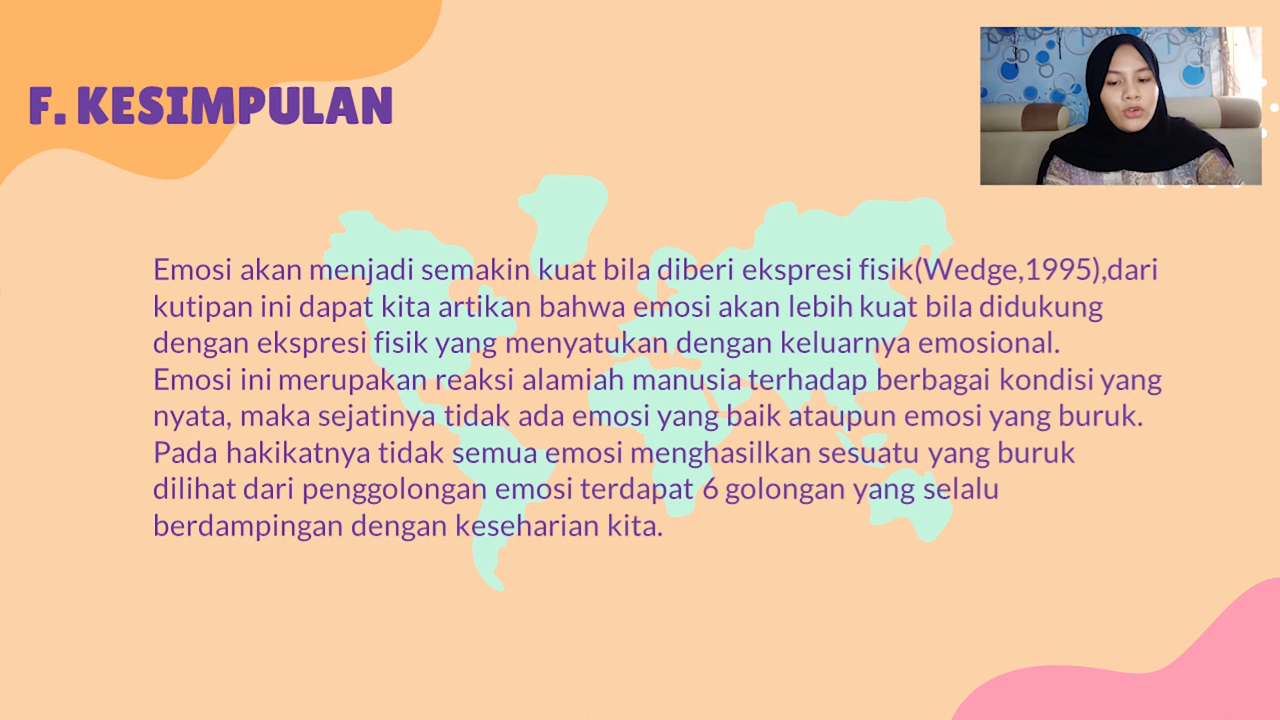 F. KESIMPULAN
Emosi akan menjadi semakin kuat bila diberi ekspresi fisik(Wedge,1995),dari
kutipan ini dapat kita artikan bahwa emosi akan lebih kuat bila didukung
dengan ekspresi fisik yang menyatukan dengan keluarnya emosional.
Emosi ini merupakan reaksi alamiah manusia terhadap berbagai kondisi yang
nyata, maka sejatinya tidak ada emosi yang baik ataupun emosi yang buruk.
Pada hakikatnya tidak semua emosi menghasilkan sesuatu yang buruk
dilihat dari penggolongan emosi terdapat 6 golongan yang selalu
berdampingan dengan keseharian kita.